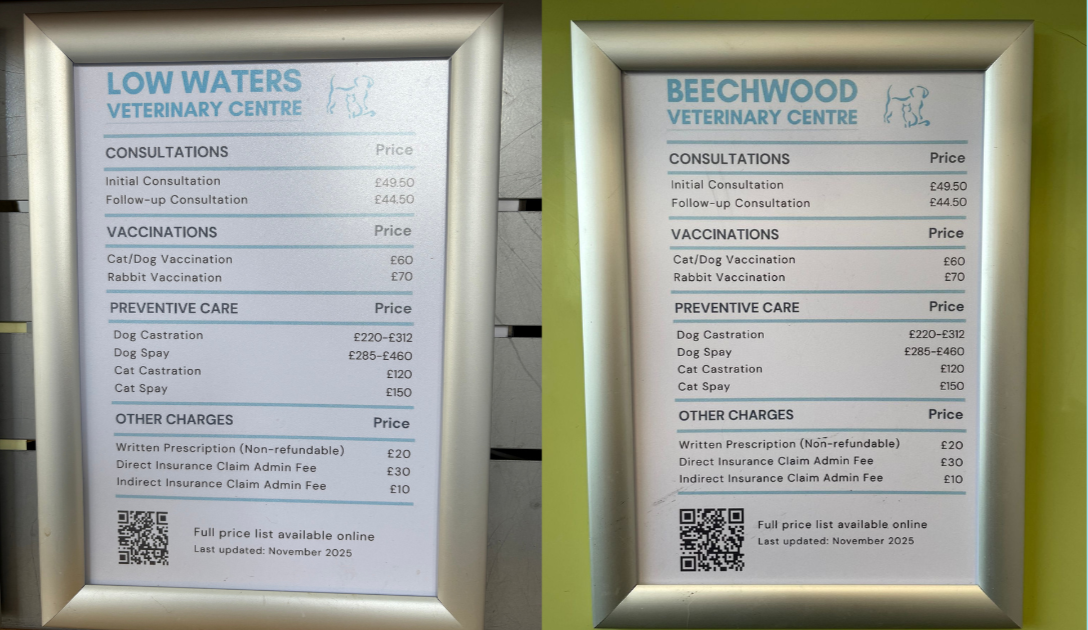 LOW WATERS
VETERINARY CENTRE
CONSULTATIONS Price
Initial Consultation £49.50
Follow-up Consultation £44.50
VACCINATIONS Price
Cat/Dog Vaccination £60
Rabbit Vaccination £70
PREVENTIVE CARE Price
Dog Castration £220-£312
Dog Spay £285-£460
Cat Castration £120
Cat Spay £150
OTHER CHARGES Price
Written Prescription (Non-refundable) £20
Direct Insurance Claim Admin Fee £30
Indirect Insurance Claim Admin Fee £10
Full price list available online
Last updated: November 2025
BEECHWOOD
VETERINARY CENTRE
CONSULTATIONS Price
Initial Consultation £49.50
Follow-up Consultation £44.50
VACCINATIONS Price
Cat/Dog Vaccination £60
Rabbit Vaccination £70
PREVENTIVE CARE Price
Dog Castration £220-£312
Dog Spay £285-£460
Cat Castration £120
Cat Spay £150
OTHER CHARGES Price
Written Prescription (Non-refundable) £20
Direct Insurance Claim Admin Fee £30
Indirect Insurance Claim Admin Fee £10
Full price list available online
Last updated: November 2025